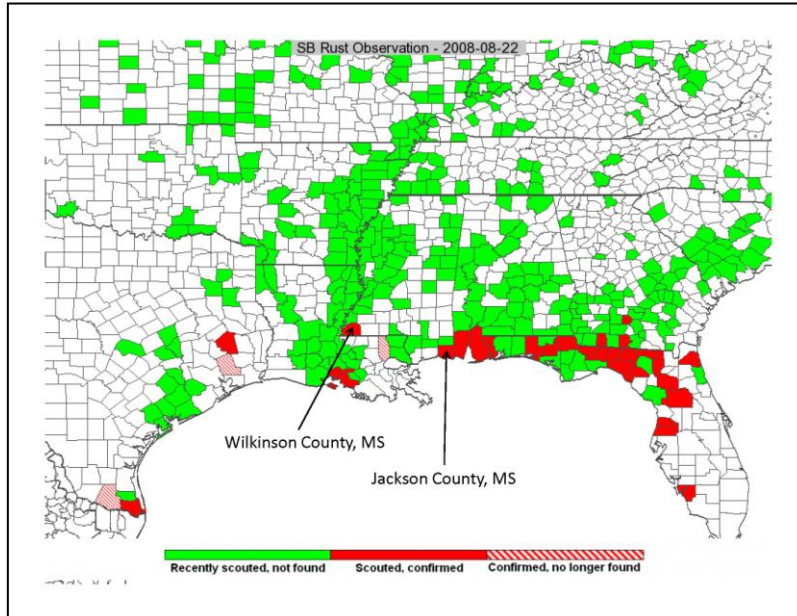 SB Rust Observation - 2008-08-22
Wilkinson County, MS
Jackson County, MS
Recently scouted, not found
Scouted, confirmed
Confirmed, no longer found